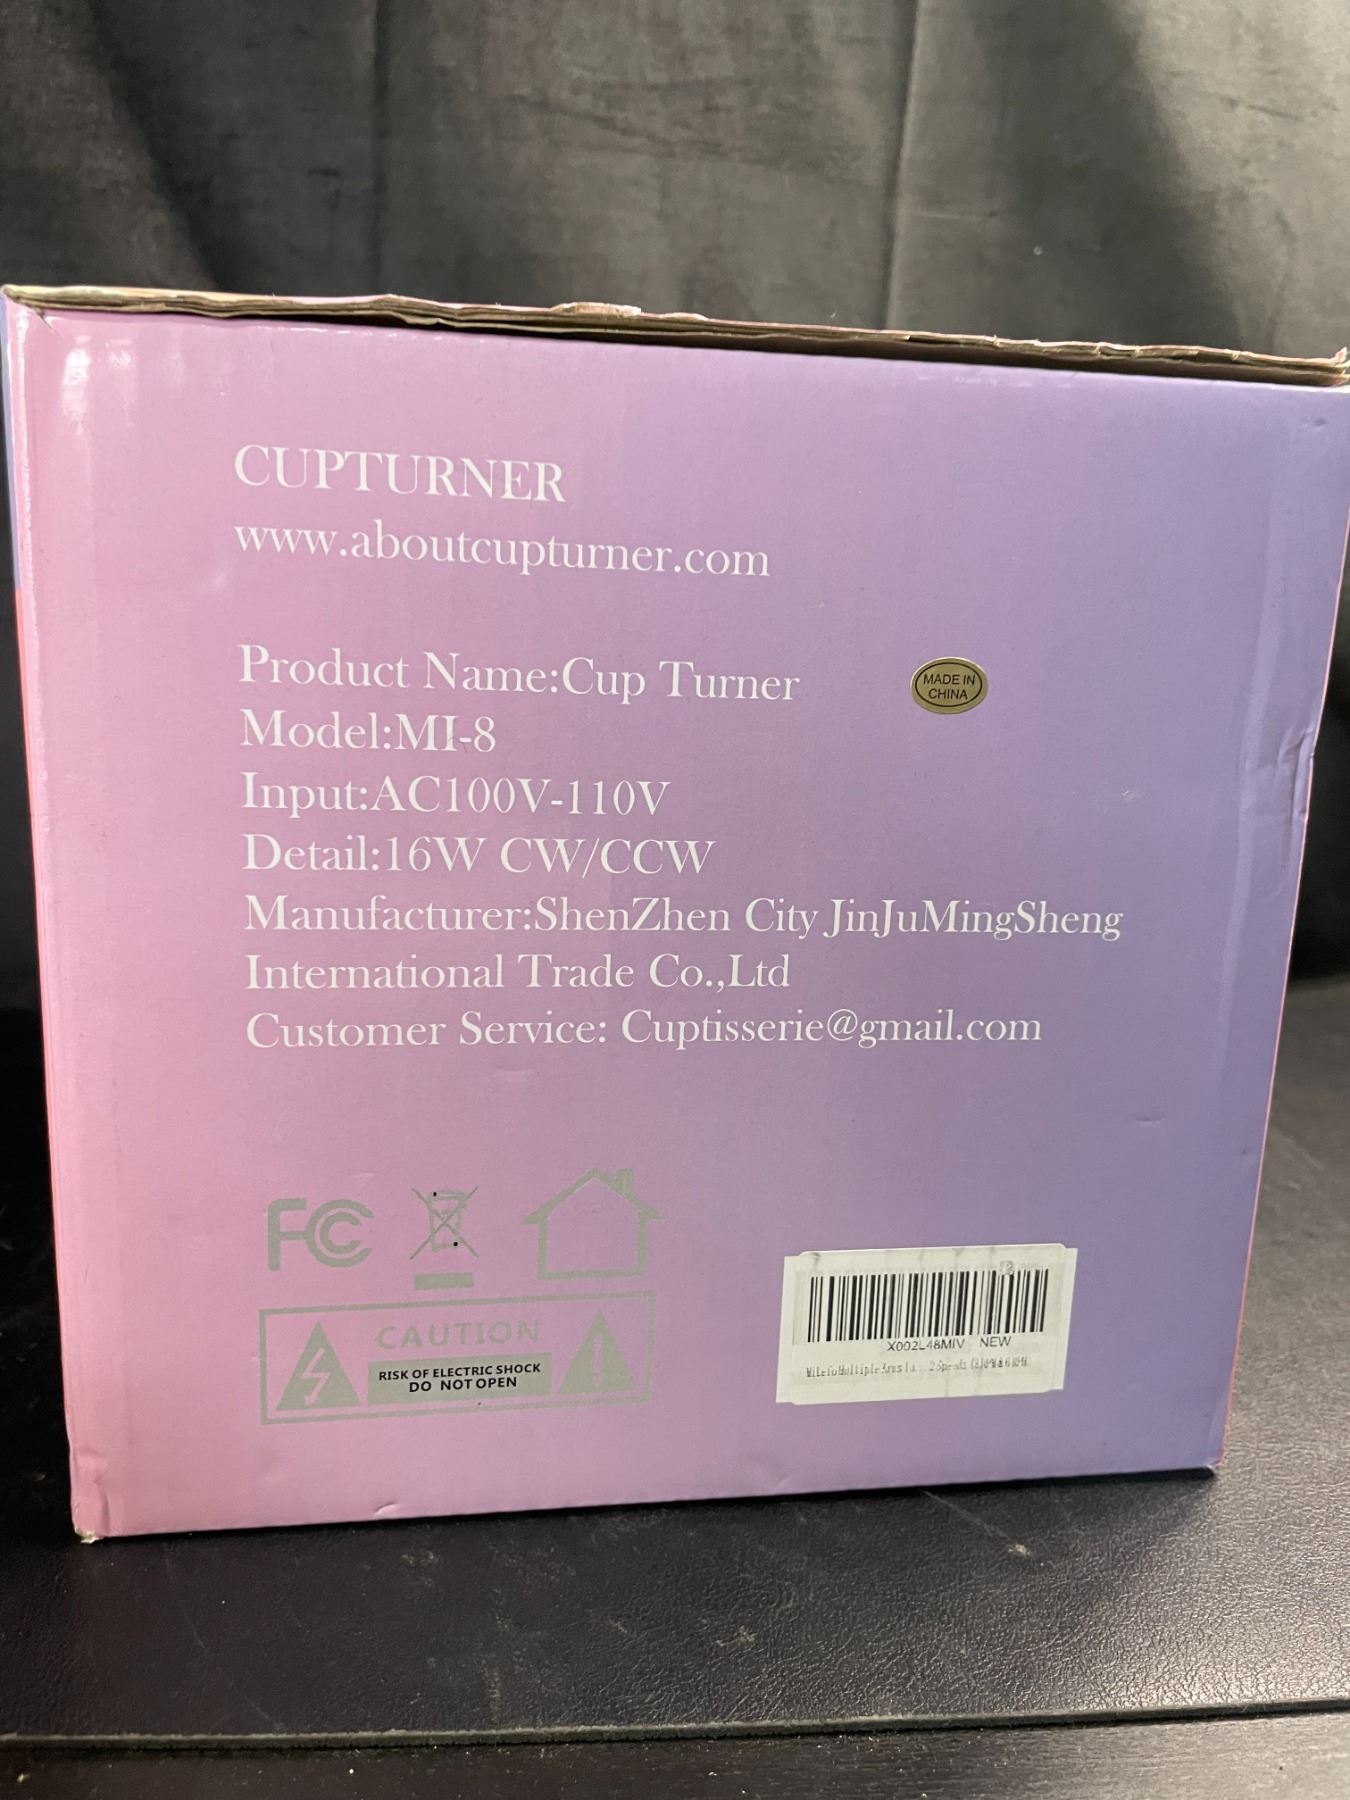 CUPTURNER
www.aboutcupturner.com
Product Name:Cup Turner
MADE IN
CHINA
Model:MI-8
Input:AC100V-110V
Detail:16W CW/CCW
Manufacturer:ShenZhen City JinJuMingSheng
International Trade Co.,Ltd
Customer Service: Cuptisserie@gmail.com
FC
CAUTION
RISK OF ELECTRIC SHOCK
DO NOT OPEN
X002L48MIV NEW